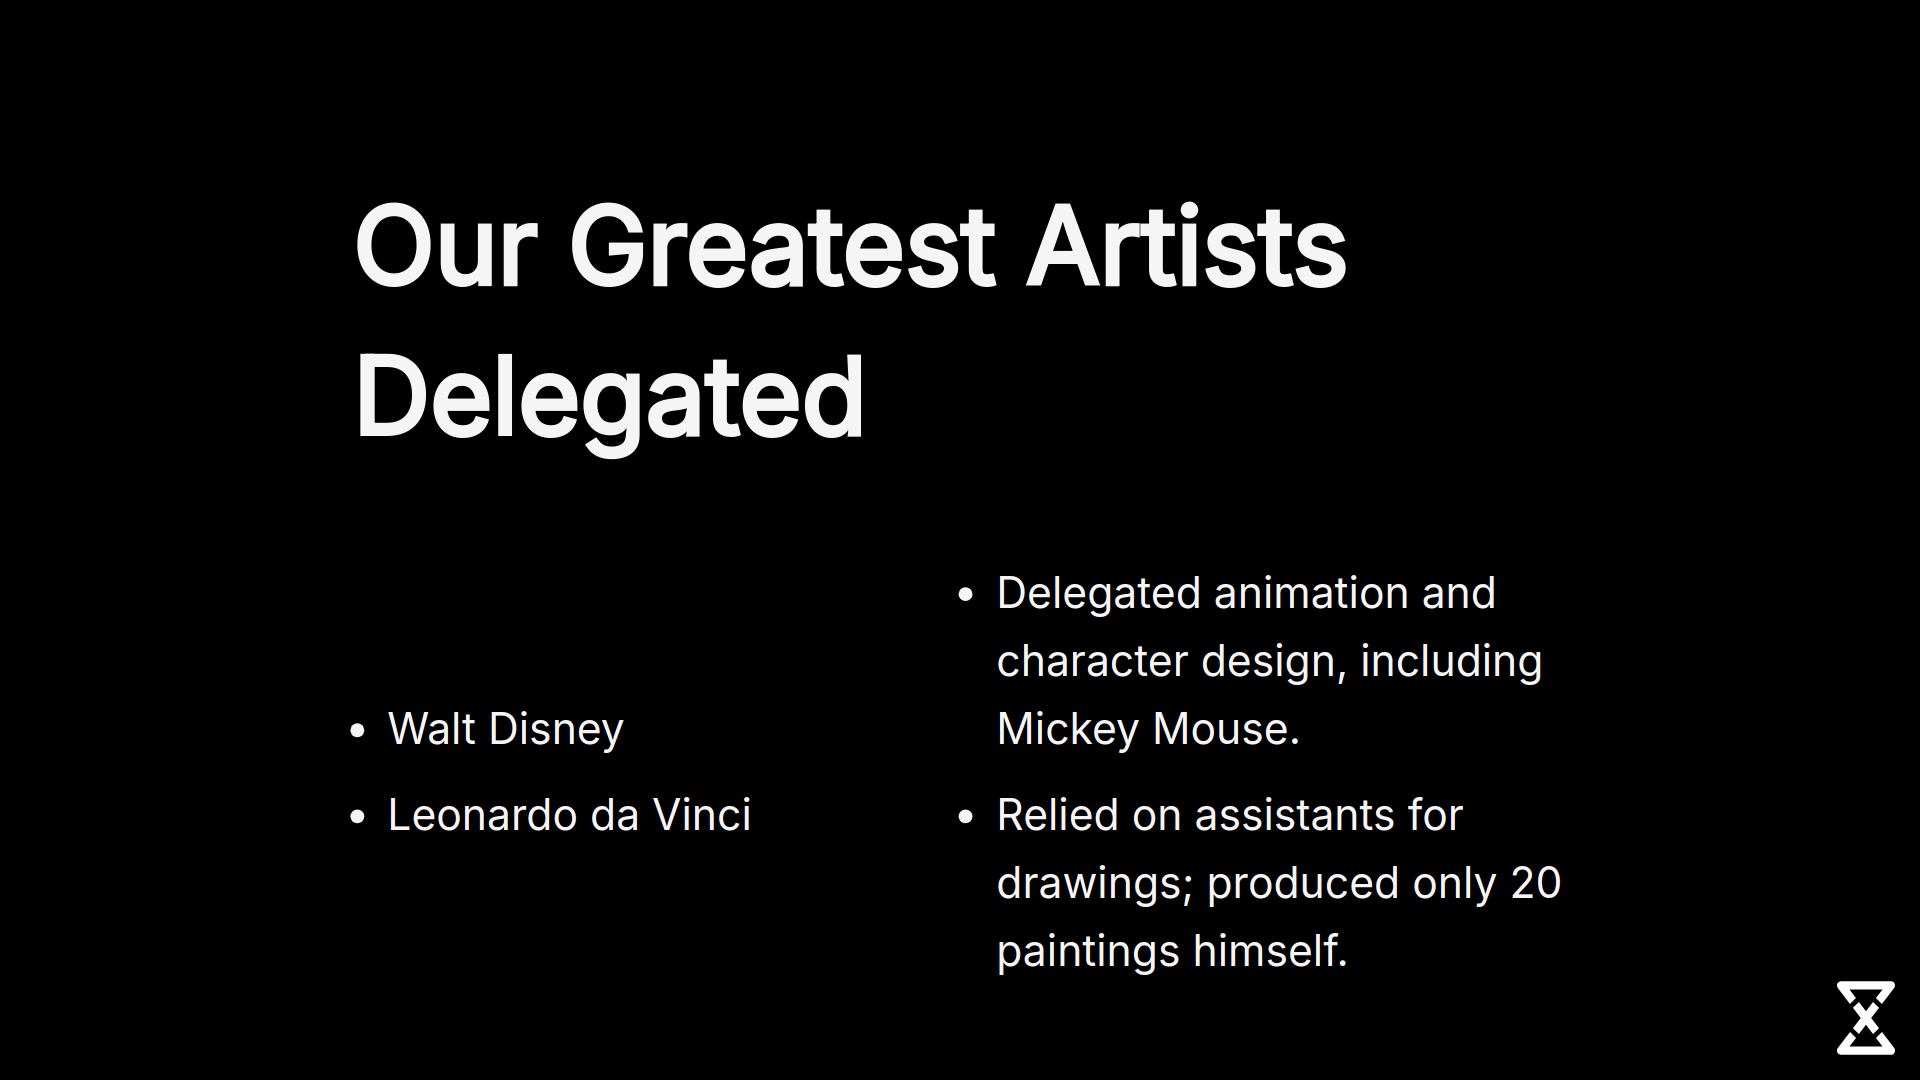 Our Greatest Artists
Delegated
• Walt Disney
• Leonardo da Vinci
• Delegated animation and
character design, including
Mickey Mouse.
• Relied on assistants for
drawings; produced only 20
paintings himself.